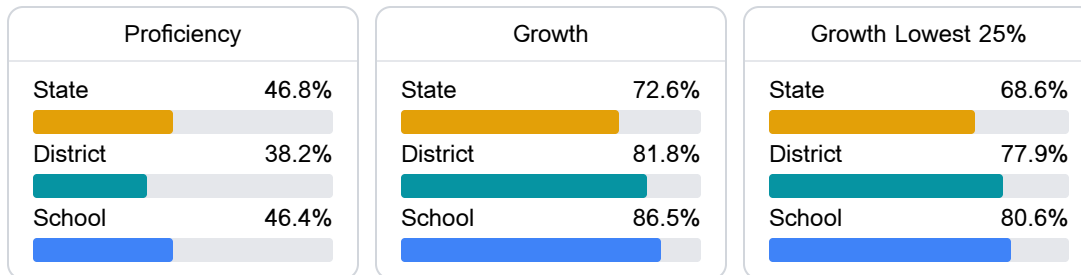 Proficiency
State 46.8%
District 38.2%
School 46.4%
Growth
State 72.6%
District 81.8%
School 86.5%
Growth Lowest 25%
State 68.6%
District 77.9%
School 80.6%